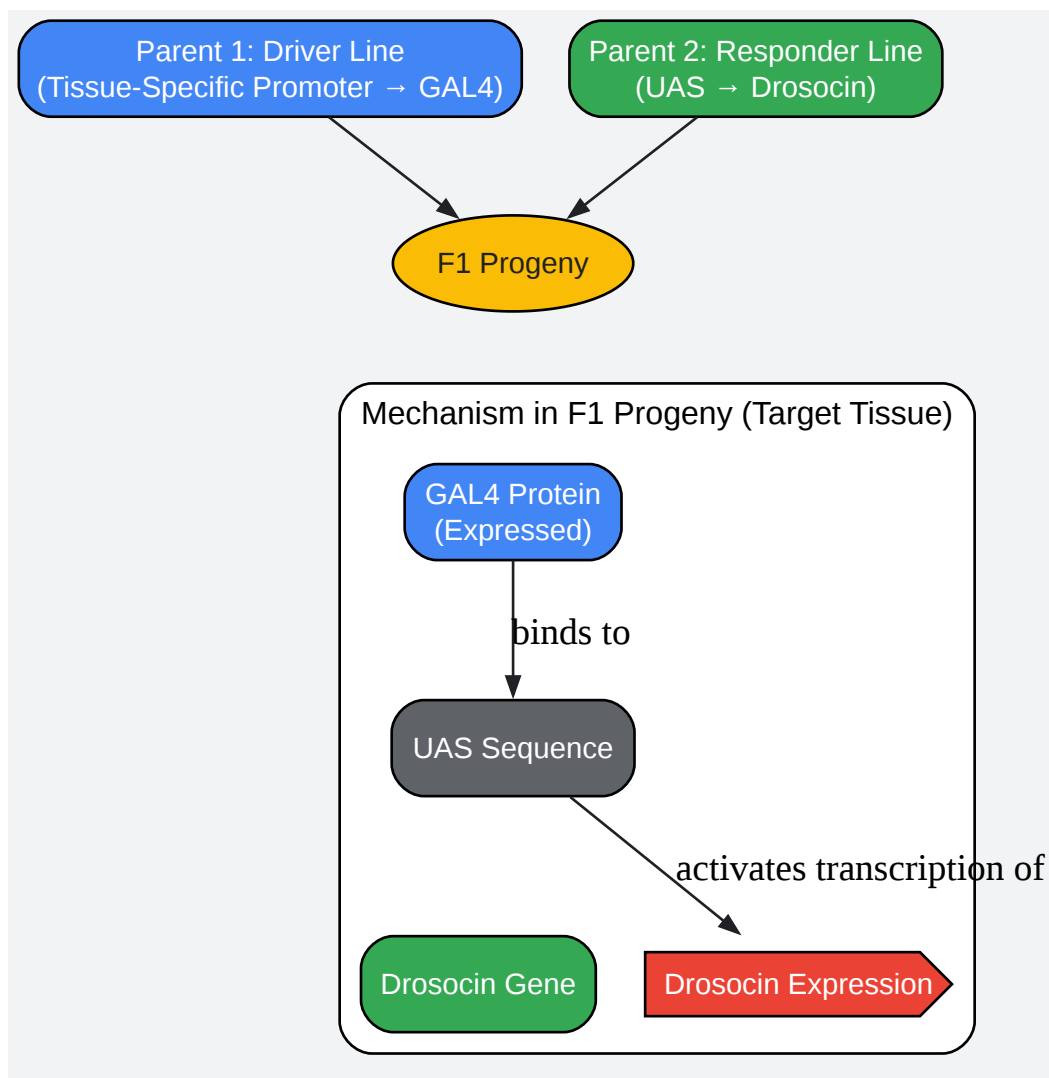 Parent 1: Driver Line
(Tissue-Specific Promoter → GAL4)
Parent 2: Responder Line
(UAS → Drosocin)
F1 Progeny
Mechanism in F1 Progeny (Target Tissue)
GAL4 Protein
(Expressed)
binds to
UAS Sequence
activates transcription of
Drosocin Gene
Drosocin Expression